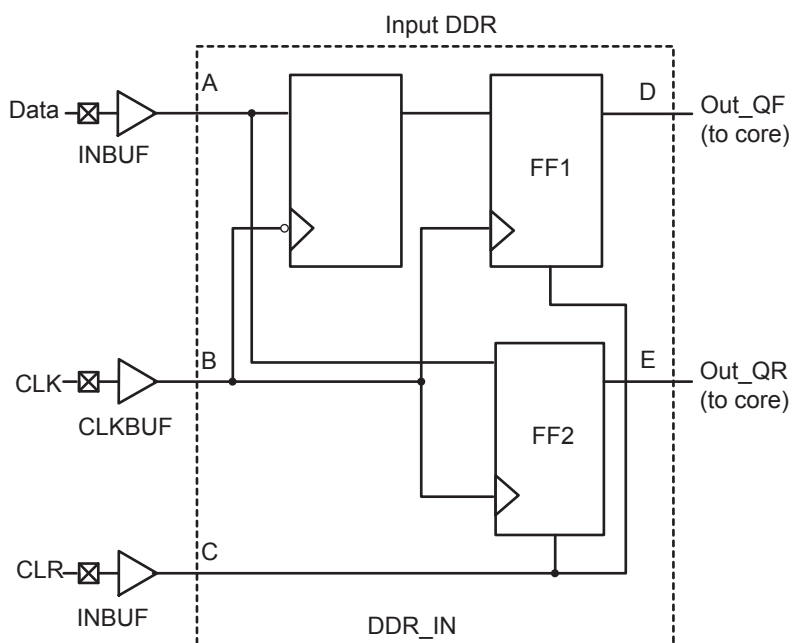 Input DDR
A
D
Data
INBUF
Out_QF
(to core)
FF1
B
E
CLK
CLKBUF
Out_QR
(to core)
FF2
C
CLR
INBUF
DDR_IN